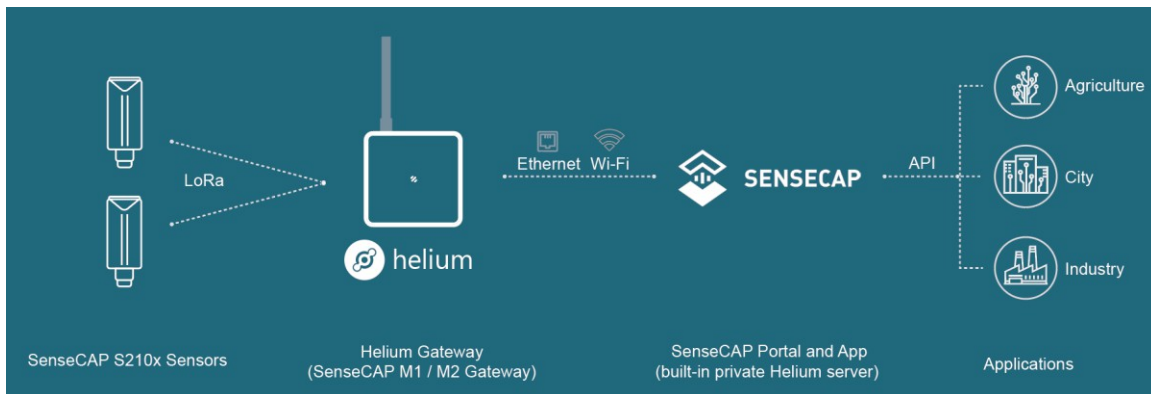 LoRa
helium
Ethernet Wi-Fi
SENSECAP
API
Agriculture
City
Industry
SenseCAP S210x Sensors
Helium Gateway
(SenseCAP M1 / M2 Gateway)
SenseCAP Portal and App
(built-in private Helium server)
Applications